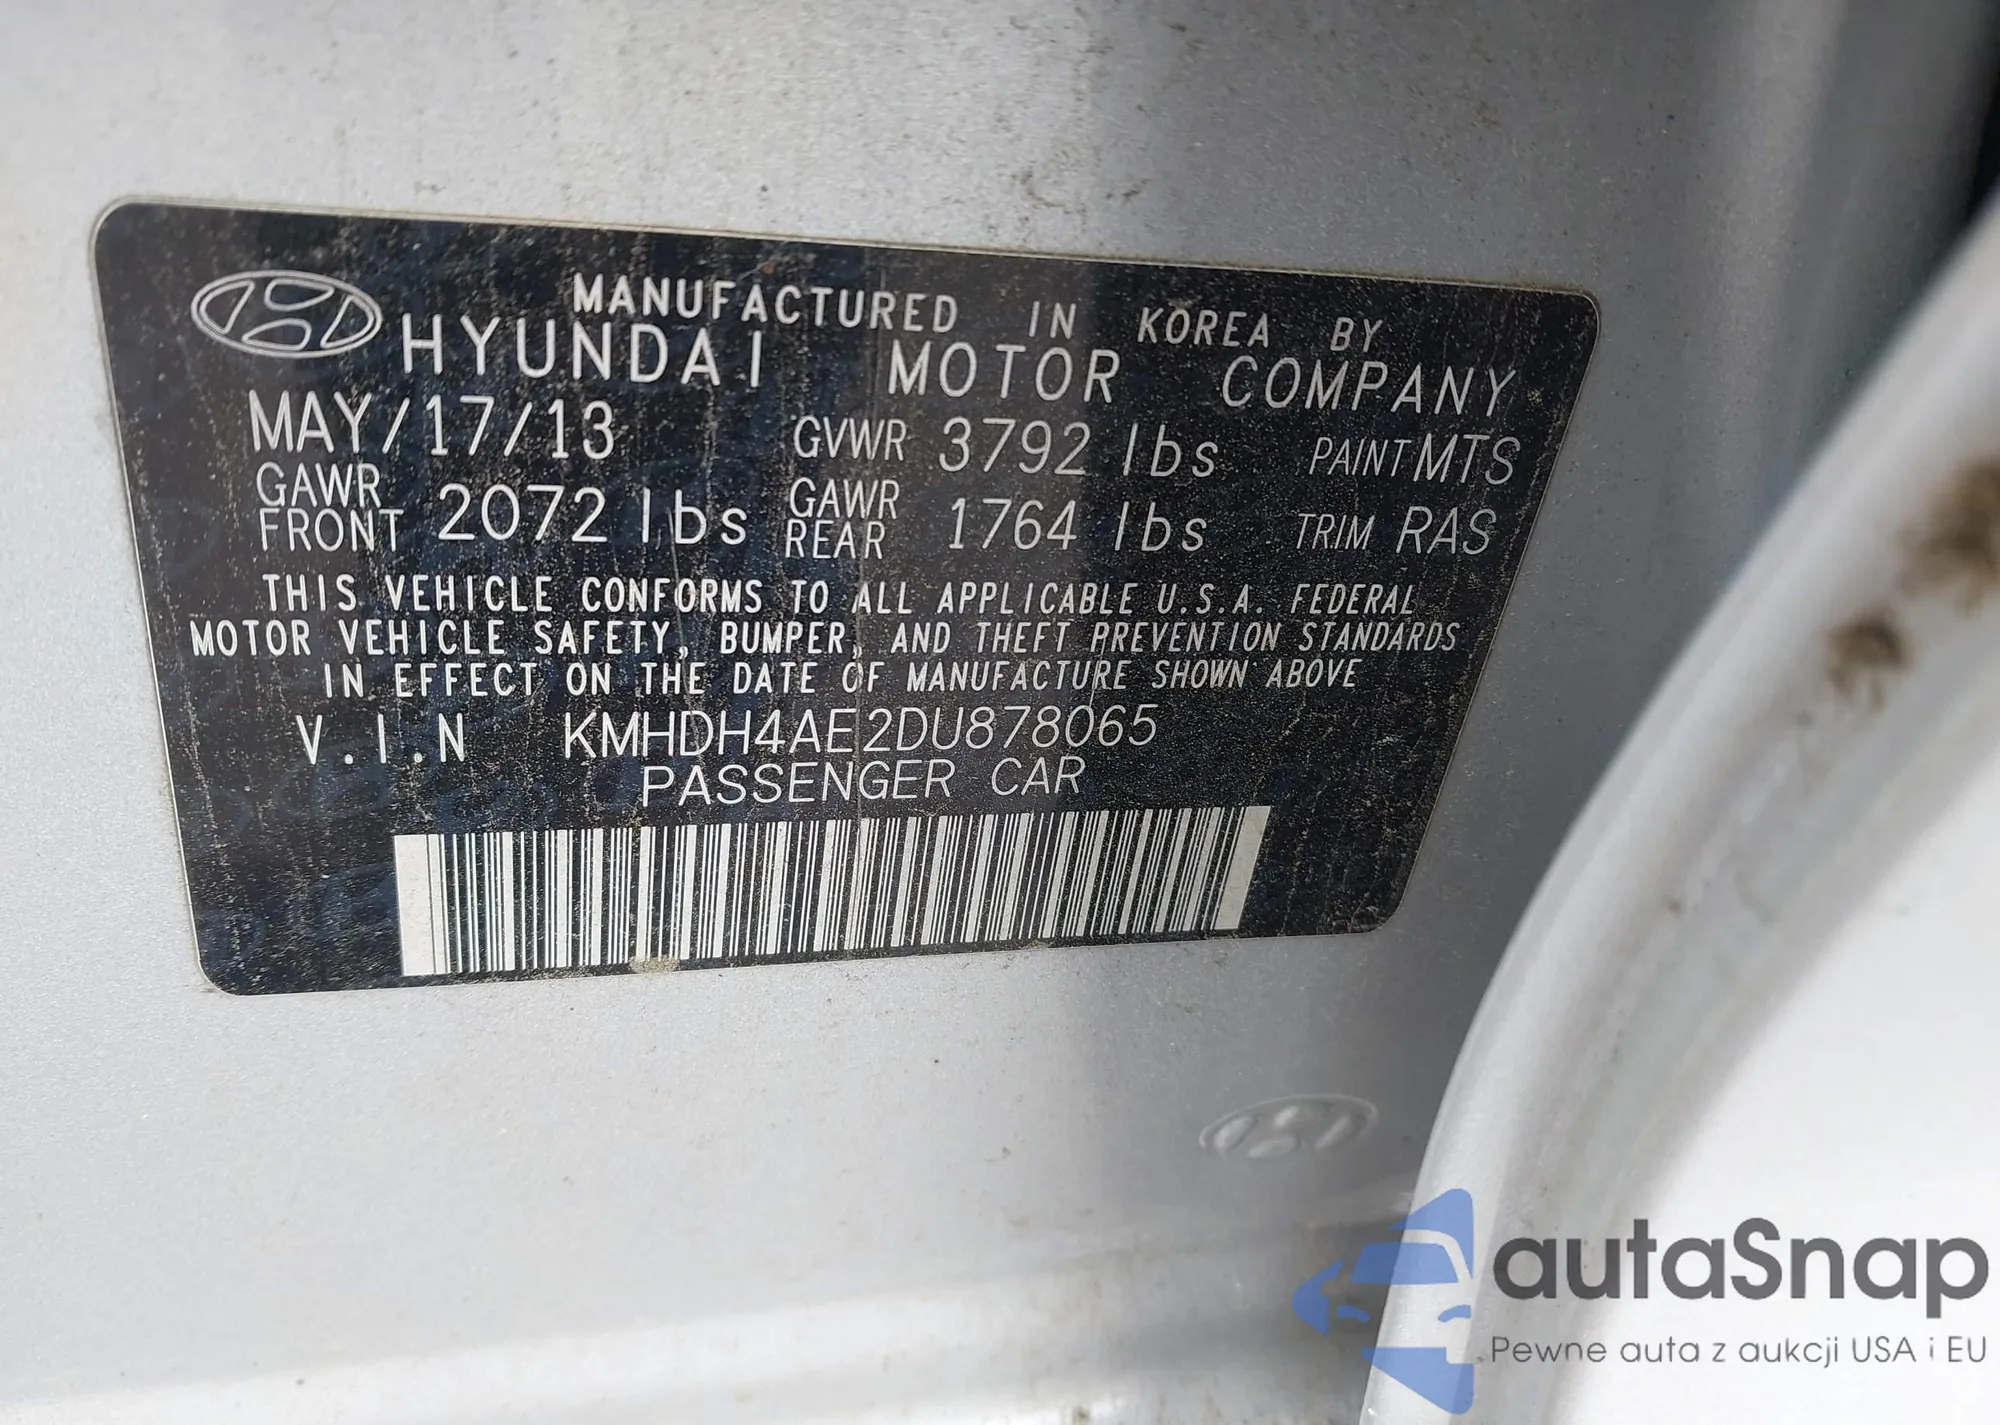 MANUFACTURED IN KOREA BY
HYUNDAI MOTOR COMPANY
MAY/17/13 GVWR 3792 lbs PAINT MTS
GAWR FRONT 2072 lbs GAWR REAR 1764 lbs TRIM RAS
THIS VEHICLE CONFORMS TO ALL APPLICABLE U.S.A. FEDERAL
MOTOR VEHICLE SAFETY, BUMPER, AND THEFT PREVENTION STANDARDS
IN EFFECT ON THE DATE OF MANUFACTURE SHOWN ABOVE
V.I.N KMHDH4AE2DU878065
PASSENGER CAR
autaSnap
Pewne auta z aukcji USA i EU